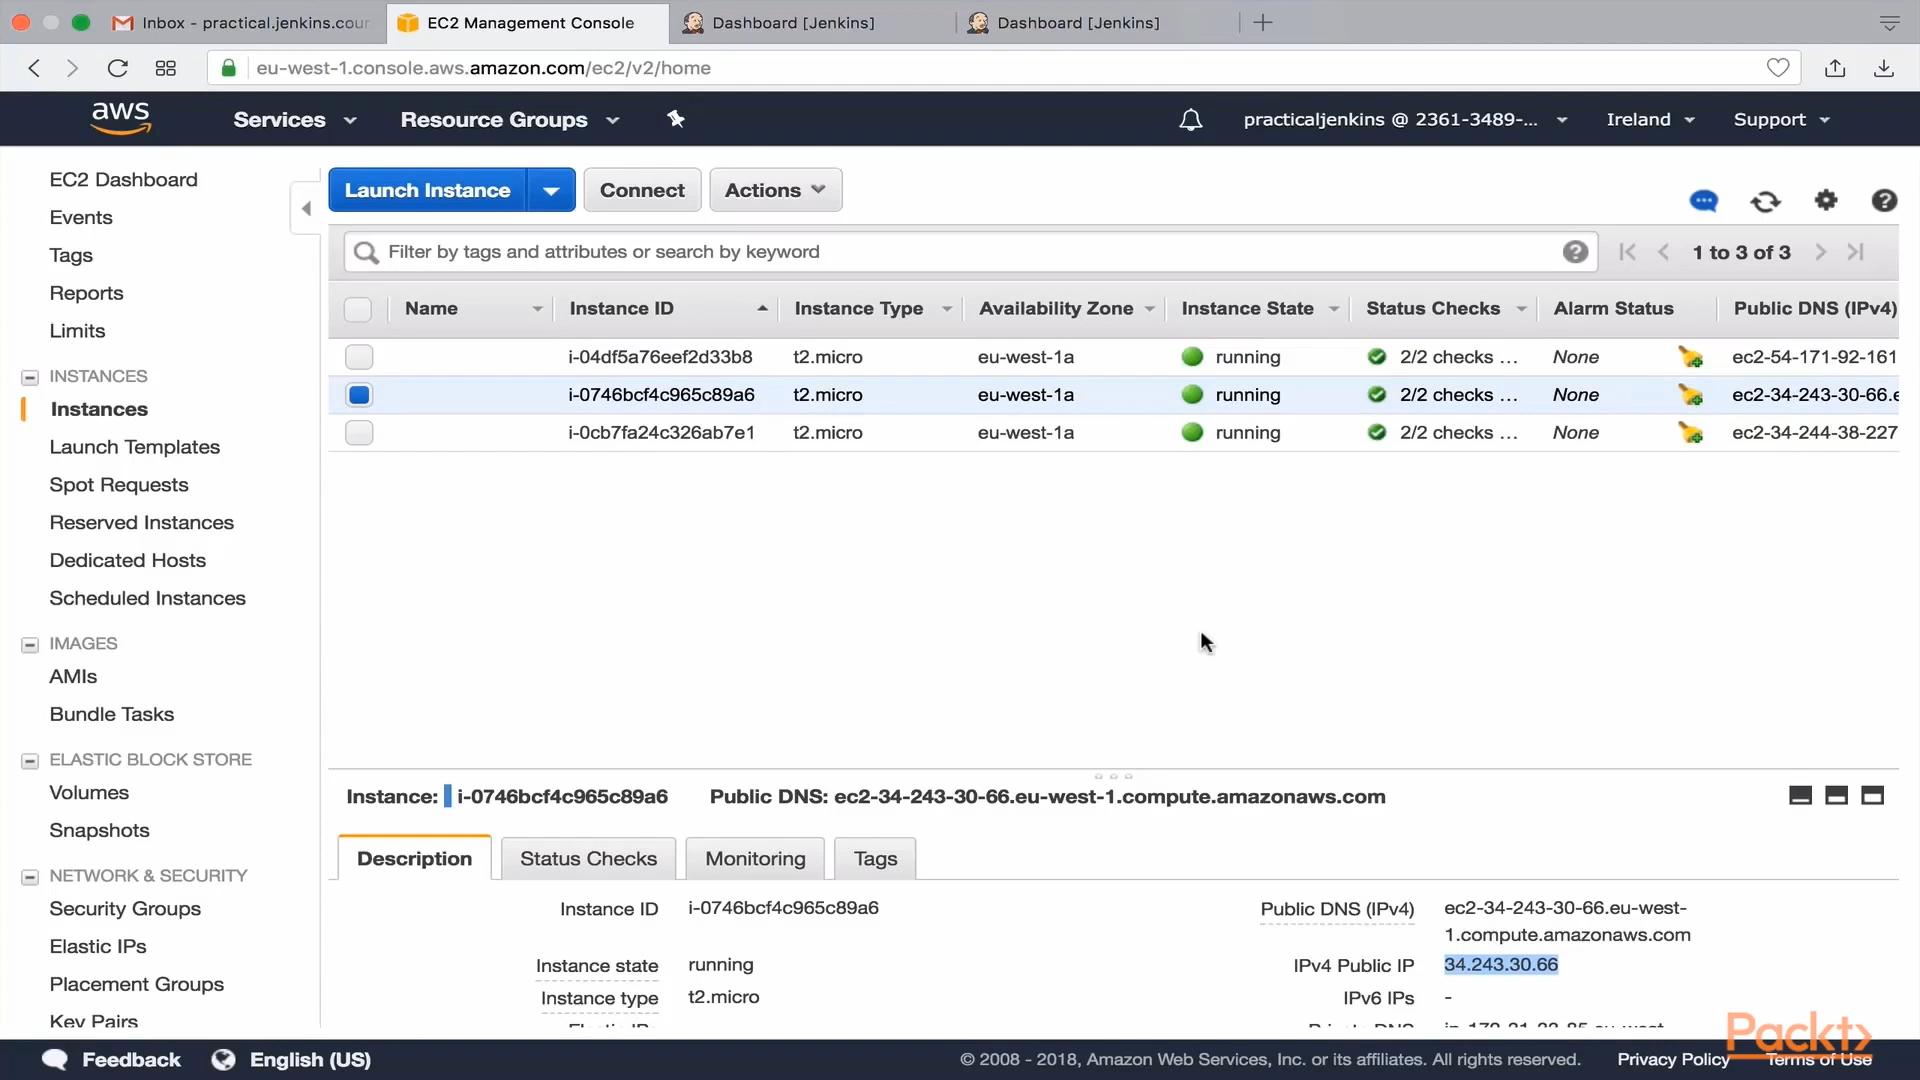 Inbox - practical.jenkins.cour
EC2 Management Console
Dashboard [Jenkins]
Dashboard [Jenkins]
eu-west-1.console.aws.amazon.com/ec2/v2/home
aws
Services
Resource Groups
practicaljenkins @ 2361-3489-...
Ireland
Support
EC2 Dashboard
Events
Tags
Reports
Limits
INSTANCES
Instances
Launch Templates
Spot Requests
Reserved Instances
Dedicated Hosts
Scheduled Instances
IMAGES
AMIs
Bundle Tasks
ELASTIC BLOCK STORE
Volumes
Snapshots
NETWORK & SECURITY
Security Groups
Elastic IPs
Placement Groups
Key Pairs
Launch Instance
Connect
Actions
Filter by tags and attributes or search by keyword
1 to 3 of 3
Name Instance ID Instance Type Availability Zone Instance State Status Checks Alarm Status Public DNS (IPv4)
i-04df5a76eef2d33b8 t2.micro eu-west-1a running 2/2 checks ... None ec2-54-171-92-161
i-0746bcf4c965c89a6 t2.micro eu-west-1a running 2/2 checks ... None ec2-34-243-30-66.e
i-0cb7fa24c326ab7e1 t2.micro eu-west-1a running 2/2 checks ... None ec2-34-244-38-227
Instance: i-0746bcf4c965c89a6 Public DNS: ec2-34-243-30-66.eu-west-1.compute.amazonaws.com
Description
Status Checks
Monitoring
Tags
Instance ID i-0746bcf4c965c89a6
Instance state running
Instance type t2.micro
Public DNS (IPv4) ec2-34-243-30-66.eu-west-
1.compute.amazonaws.com
IPv4 Public IP 34.243.30.66
IPv6 IPs -
Packt
Feedback
English (US)
© 2008 - 2018, Amazon Web Services, Inc. or its affiliates. All rights reserved.
Privacy Policy
Terms of Use